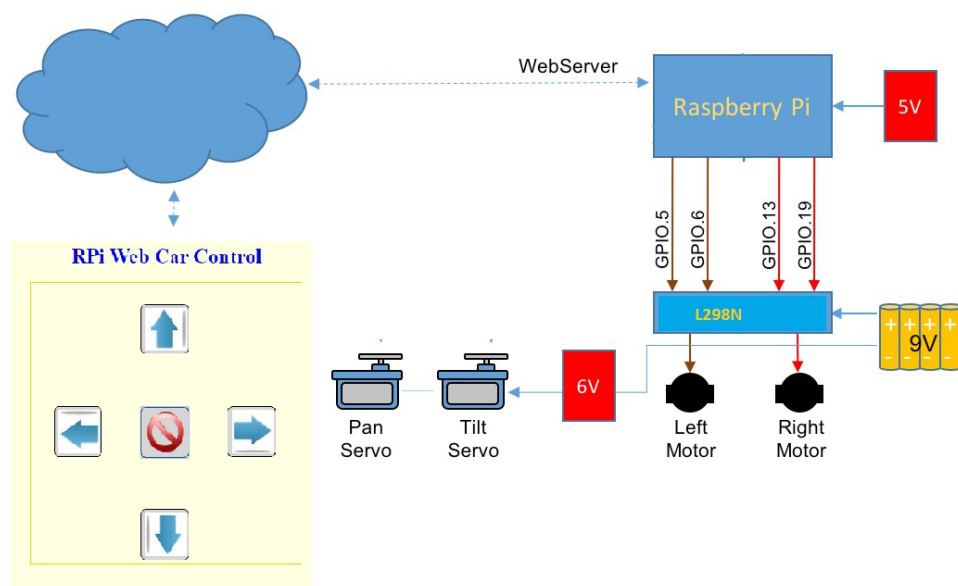 WebServer
Raspberry Pi
5V
GPIO.5
GPIO.6
GPIO.13
GPIO.19
RPi Web Car Control
L298N
+ + + +
9V
- - - -
6V
Pan
Servo
Tilt
Servo
Left
Motor
Right
Motor